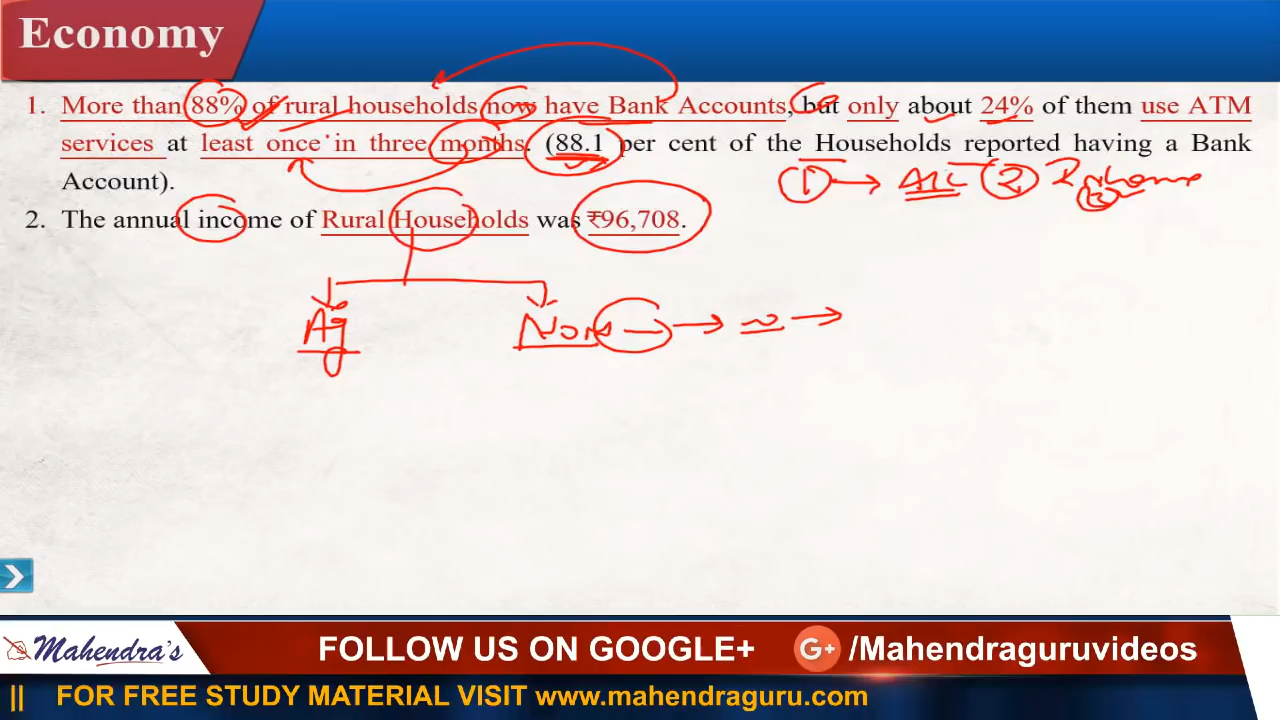 Economy
1. More than 88% of rural households now have Bank Accounts, but only about 24% of them use ATM
services at least once in three months. (88.1 per cent of the Households reported having a Bank
Account).
1 2
2. The annual income of Rural Households was ₹96,708.
Ag Non
Mahendra's
FOLLOW US ON GOOGLE+ G+ /Mahendraguruvideos
|| FOR FREE STUDY MATERIAL VISIT www.mahendraguru.com